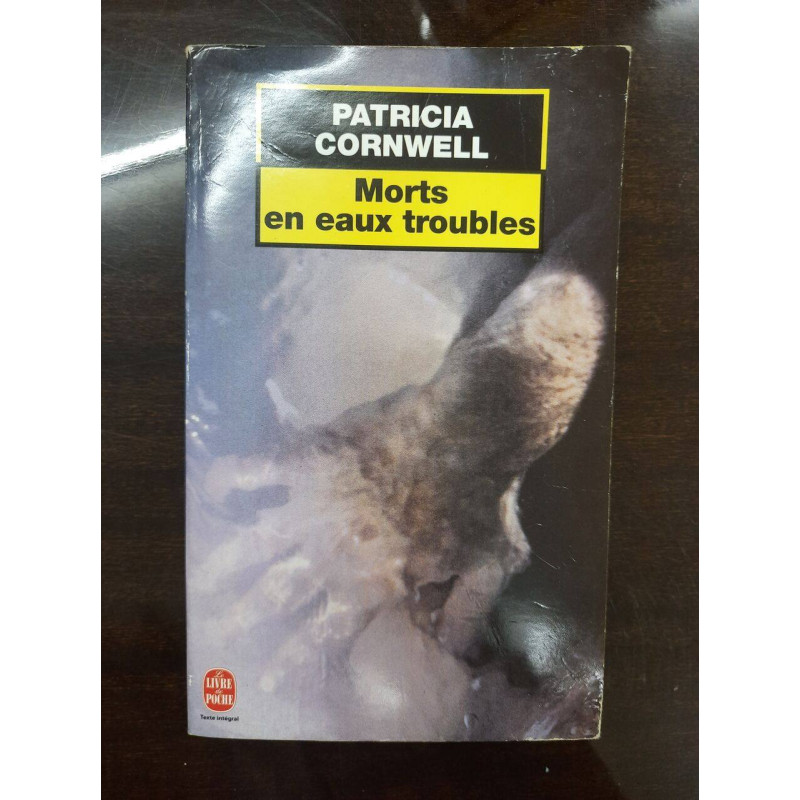 PATRICIA
CORNWELL
Morts
en eaux troubles
Le
LIVRE
de
POCHE
Texte intégral